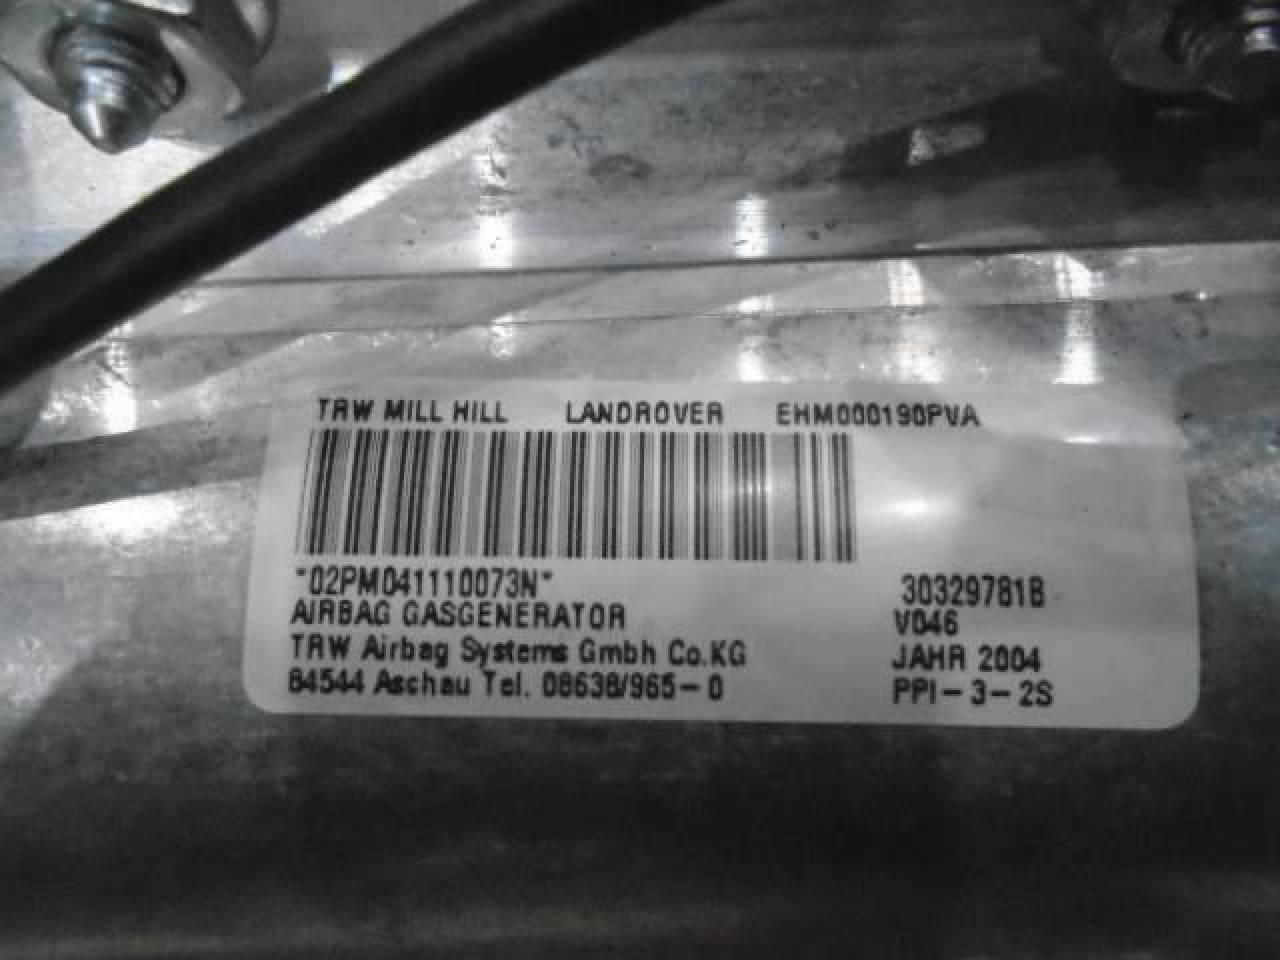 TRW MILL HILL LANDROVER EHM000190PVA
*02PM041110073N* 30329781B
AIRBAG GASGENERATOR V046
TRW Airbag Systems Gmbh Co.KG JAHR 2004
84544 Aschau Tel. 08638/965-0 PPI-3-2S